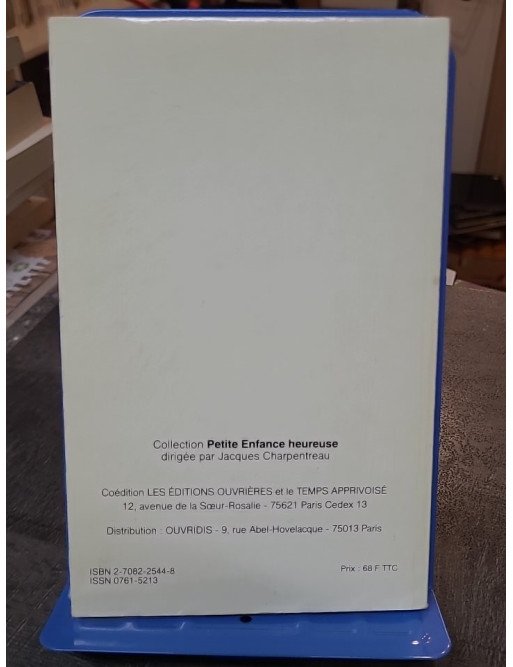 Collection Petite Enfance heureuse
dirigée par Jacques Charpentreau
Coédition LES ÉDITIONS OUVRIÈRES et le TEMPS APPRIVOISÉ
12, avenue de la Sœur-Rosalie - 75621 Paris Cedex 13
Distribution : OUVRIDIS - 9, rue Abel-Hovelacque - 75013 Paris
ISBN 2-7082-2544-8
ISSN 0761-5213
Prix : 68 F TTC